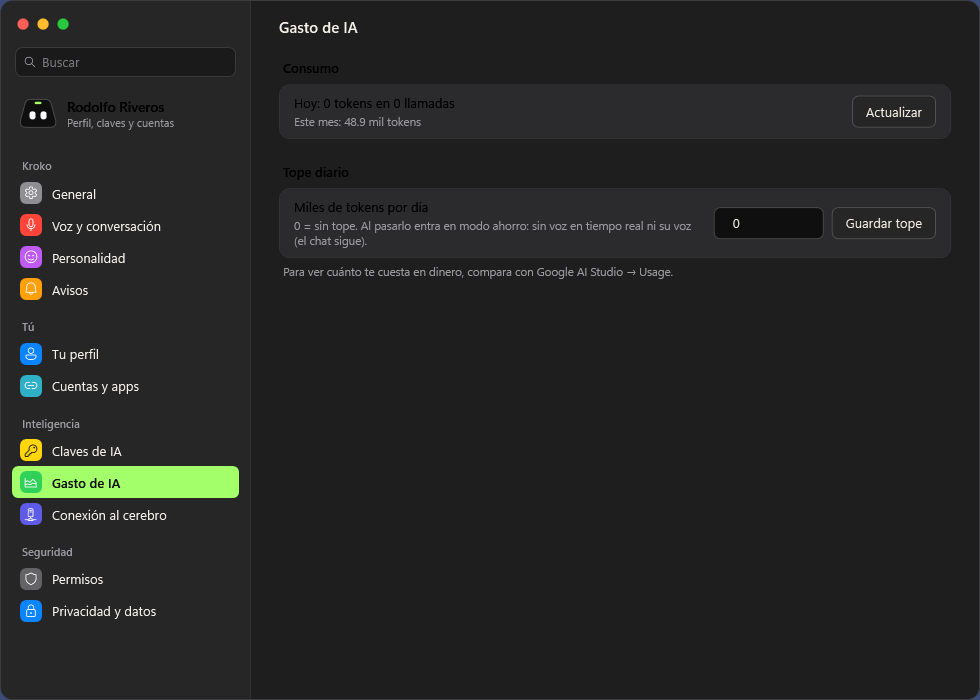 Buscar
Rodolfo Riveros
Perfil, claves y cuentas
Kroko
General
Voz y conversación
Personalidad
Avisos
Tú
Tu perfil
Cuentas y apps
Inteligencia
Claves de IA
Gasto de IA
Conexión al cerebro
Seguridad
Permisos
Privacidad y datos
Gasto de IA
Consumo
Hoy: 0 tokens en 0 llamadas
Este mes: 48.9 mil tokens
Actualizar
Tope diario
Miles de tokens por día
0 = sin tope. Al pasarlo entra en modo ahorro: sin voz en tiempo real ni su voz
(el chat sigue).
0
Guardar tope
Para ver cuánto te cuesta en dinero, compara con Google AI Studio → Usage.